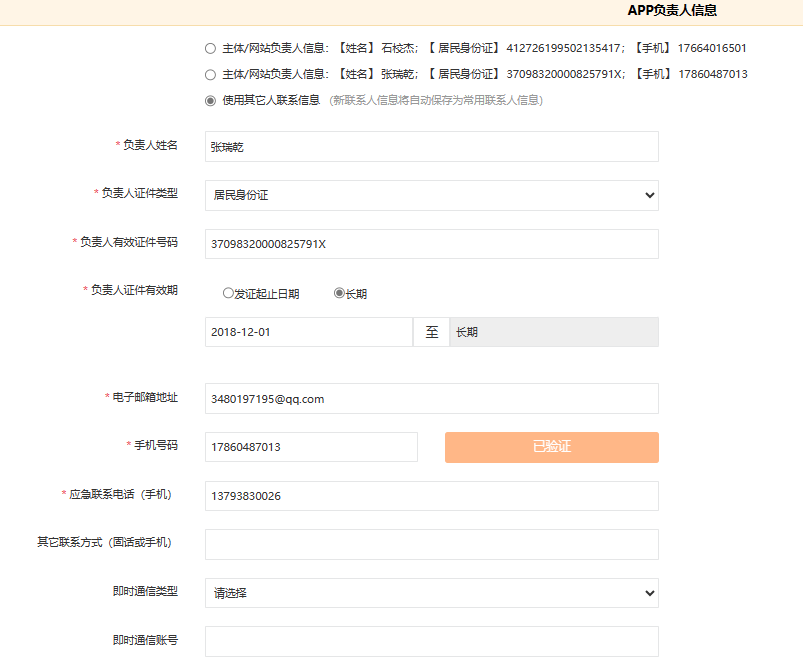 APP负责人信息
主体/网站负责人信息：【姓名】石校杰；【 居民身份证】 412726199502135417；【手机】 17664016501
主体/网站负责人信息：【姓名】张瑞乾；【 居民身份证】 37098320000825791X；【手机】 17860487013
使用其它人联系信息 (新联系人信息将自动保存为常用联系人信息)
* 负责人姓名 张瑞乾
* 负责人证件类型 居民身份证
* 负责人有效证件号码 37098320000825791X
* 负责人证件有效期 发证起止日期 长期
2018-12-01 至 长期
* 电子邮箱地址 3480197195@qq.com
* 手机号码 17860487013 已验证
* 应急联系电话（手机） 13793830026
其它联系方式（固话或手机）
即时通信类型 请选择
即时通信账号